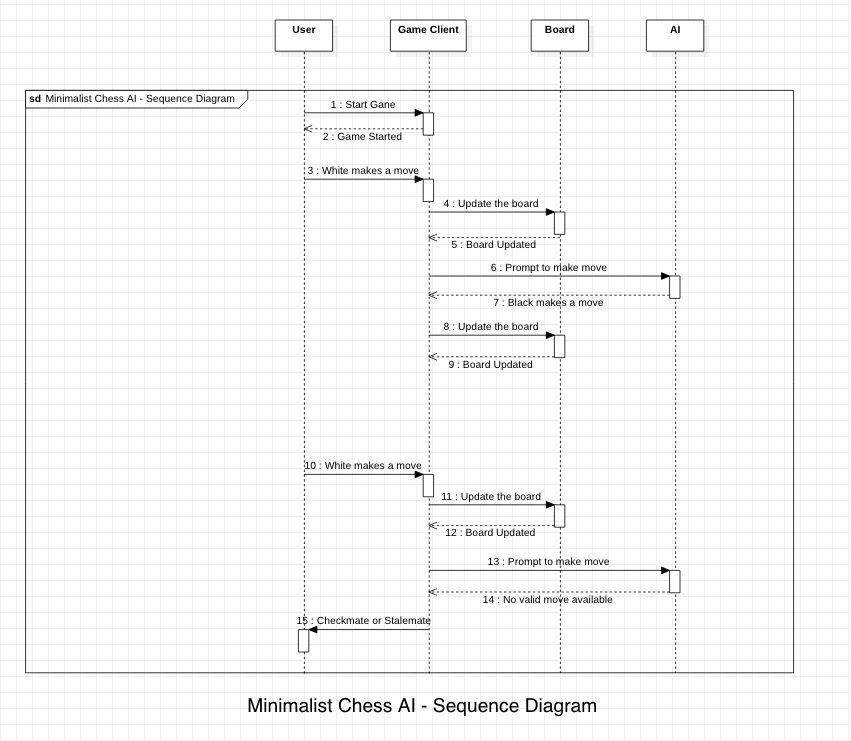 User Game Client Board AI
sd Minimalist Chess AI - Sequence Diagram
1 : Start Gane
2 : Game Started
3 : White makes a move
4 : Update the board
5 : Board Updated
6 : Prompt to make move
7 : Black makes a move
8 : Update the board
9 : Board Updated
10 : White makes a move
11 : Update the board
12 : Board Updated
13 : Prompt to make move
14 : No valid move available
15 : Checkmate or Stalemate
Minimalist Chess AI - Sequence Diagram